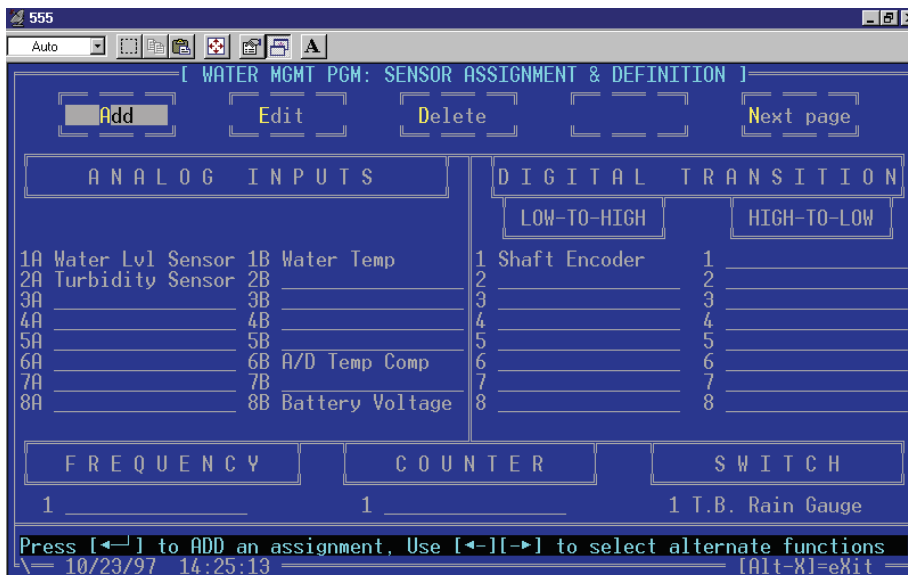 555
Auto
A
[ WATER MGMT PGM: SENSOR ASSIGNMENT & DEFINITION ]
Add Edit Delete Next page
ANALOG INPUTS DIGITAL TRANSITION
LOW-TO-HIGH HIGH-TO-LOW
1A Water Lvl Sensor 1B Water Temp 1 Shaft Encoder 1
2A Turbidity Sensor 2B 2 2
3A 3B 3 3
4A 4B 4 4
5A 5B 5 5
6A 6B A/D Temp Comp 6 6
7A 7B 7 7
8A 8B Battery Voltage 8 8
FREQUENCY COUNTER SWITCH
1 1 1 T.B. Rain Gauge
Press [◄─┘] to ADD an assignment, Use [◄-][-►] to select alternate functions
10/23/97 14:25:13 [Alt-X]=eXit